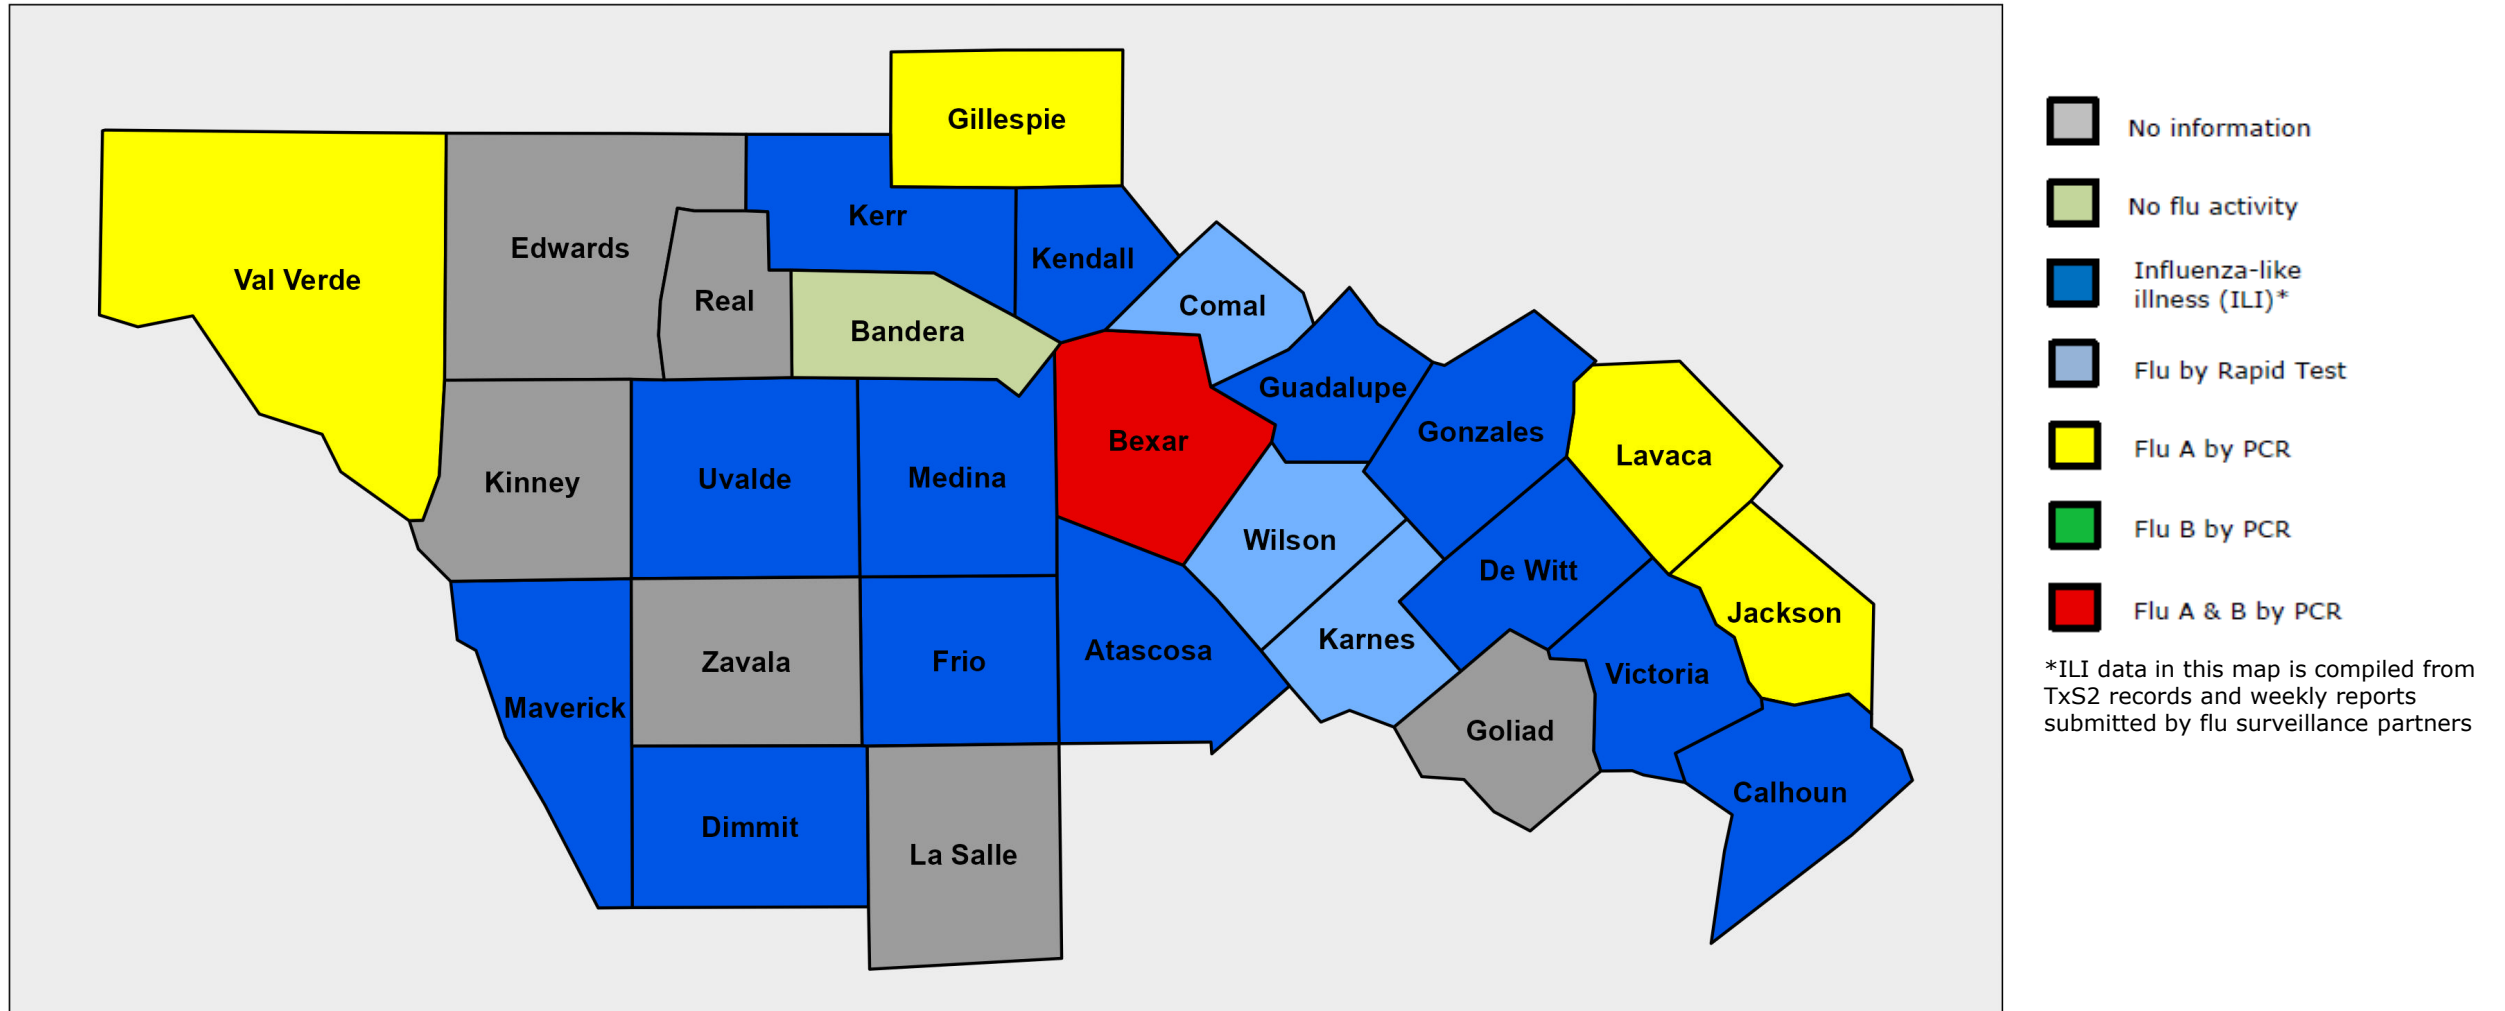 Gillespie
Kerr
Edwards
Kendall
Val Verde
Real
Comal
Bandera
Guadalupe
Gonzales
Bexar
Lavaca
Medina
Uvalde
Kinney
Wilson
De Witt
Jackson
Karnes
Atascosa
Zavala
Frio
Victoria
Maverick
Goliad
Calhoun
Dimmit
La Salle
No information
No flu activity
Influenza-like
illness (ILI)*
Flu by Rapid Test
Flu A by PCR
Flu B by PCR
Flu A & B by PCR
*ILI data in this map is compiled from
TxS2 records and weekly reports
submitted by flu surveillance partners